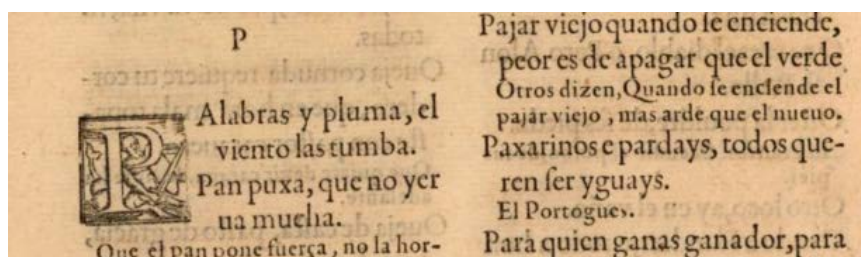 P
PAlabras y pluma, el
viento las tumba.
Pan puxa, que no yer
ua mucha.
Que el pan pone fuerça, no la hor-
Pajar viejo quando ſe enciende,
peor es de apagar que el verde
Otros dizen, Quando ſe enciende el
pajar viejo, mas arde que el nueuo.
Paxarinos e pardays, todos que-
ren ſer yguays.
El Portogues.
Para quien ganas ganador, para